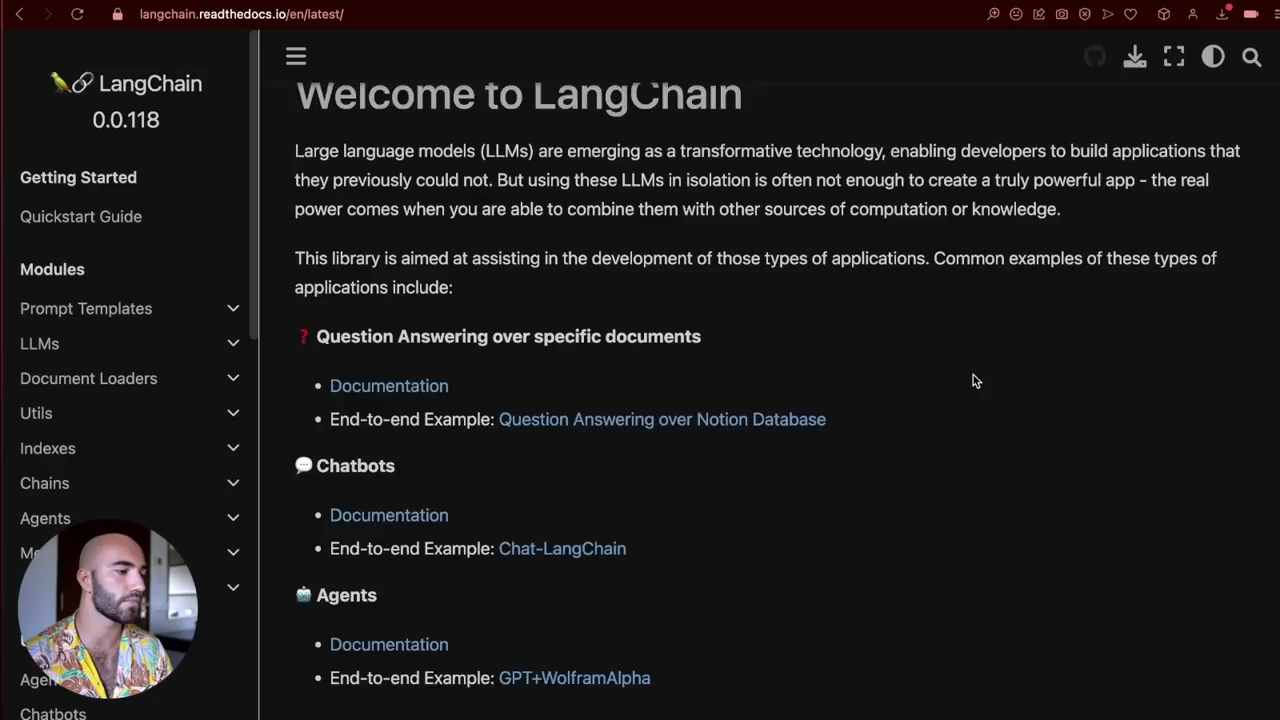 langchain.readthedocs.io/en/latest/
LangChain
0.0.118
Getting Started
Quickstart Guide
Modules
Prompt Templates
LLMs
Document Loaders
Utils
Indexes
Chains
Agents
Chatbots
Welcome to LangChain
Large language models (LLMs) are emerging as a transformative technology, enabling developers to build applications that
they previously could not. But using these LLMs in isolation is often not enough to create a truly powerful app - the real
power comes when you are able to combine them with other sources of computation or knowledge.
This library is aimed at assisting in the development of those types of applications. Common examples of these types of
applications include:
❓ Question Answering over specific documents
• Documentation
• End-to-end Example: Question Answering over Notion Database
💬 Chatbots
• Documentation
• End-to-end Example: Chat-LangChain
🤖 Agents
• Documentation
• End-to-end Example: GPT+WolframAlpha